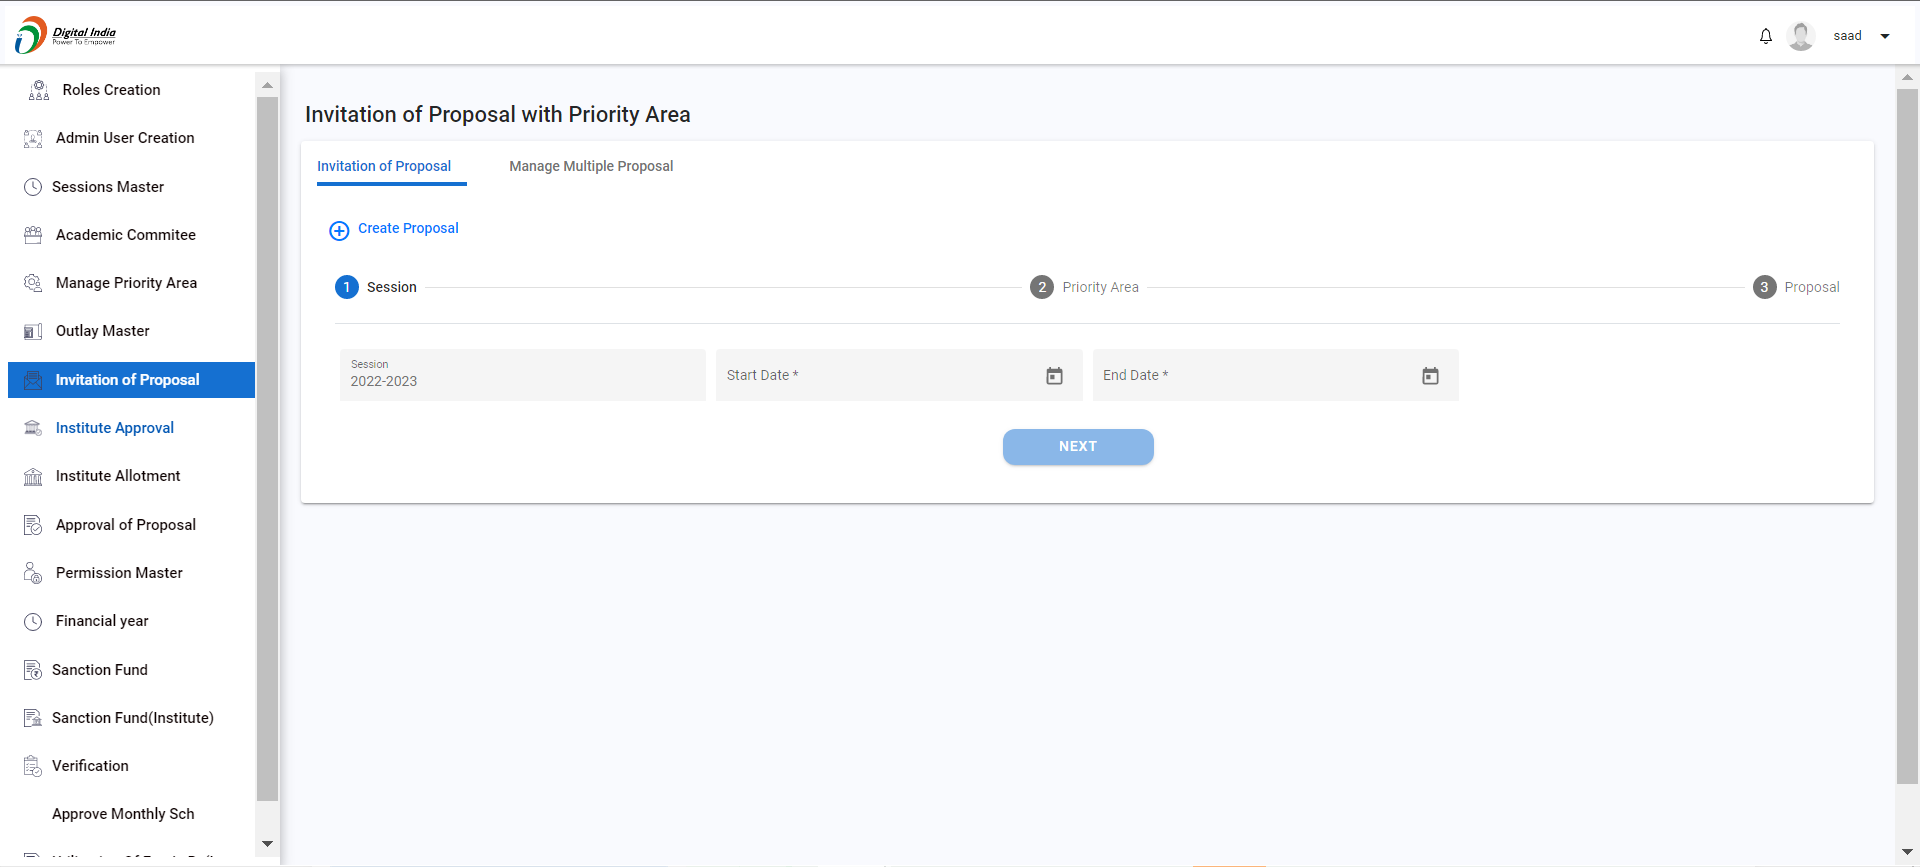 Digital India
Power To Empower
saad
Roles Creation
Admin User Creation
Sessions Master
Academic Commitee
Manage Priority Area
Outlay Master
Invitation of Proposal
Institute Approval
Institute Allotment
Approval of Proposal
Permission Master
Financial year
Sanction Fund
Sanction Fund(Institute)
Verification
Approve Monthly Sch
Invitation of Proposal with Priority Area
Invitation of Proposal
Manage Multiple Proposal
Create Proposal
1 Session
2 Priority Area
3 Proposal
Session
2022-2023
Start Date *
End Date *
NEXT